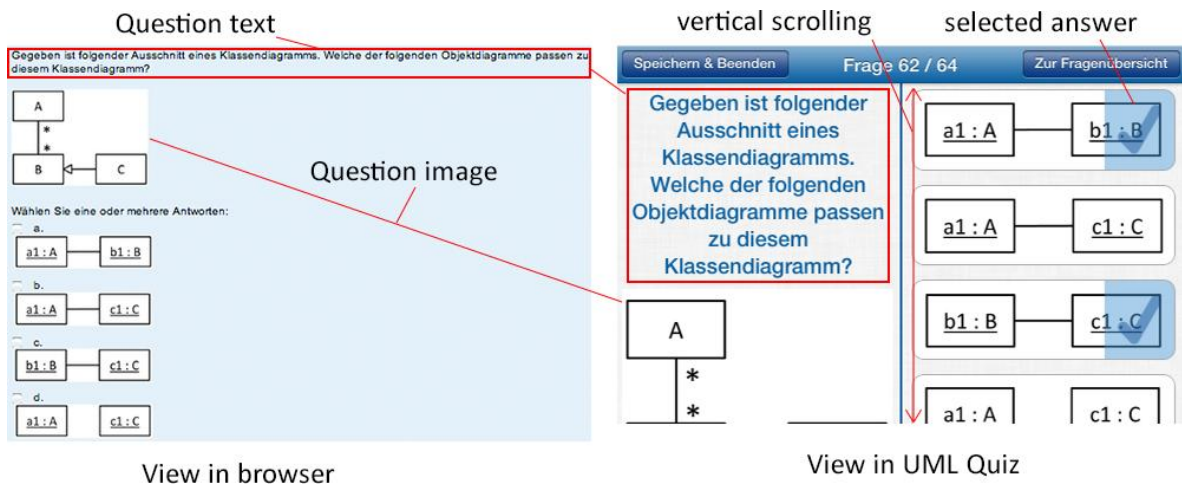 Question text
vertical scrolling
selected answer
Gegeben ist folgender Ausschnitt eines Klassendiagramms. Welche der folgenden Objektdiagramme passen zu
diesem Klassendiagramm?
A
*
*
B
C
Question image
Wählen Sie eine oder mehrere Antworten:
a.
a1 : A
b1 : B
b.
a1 : A
c1 : C
c.
b1 : B
c1 : C
d.
a1 : A
c1 : C
View in browser
Speichern & Beenden
Frage 62 / 64
Zur Fragenübersicht
Gegeben ist folgender
Ausschnitt eines
Klassendiagramms.
Welche der folgenden
Objektdiagramme passen
zu diesem
Klassendiagramm?
A
*
*
a1 : A
b1 : B
a1 : A
c1 : C
b1 : B
c1 : C
a1 : A
c1 : C
View in UML Quiz